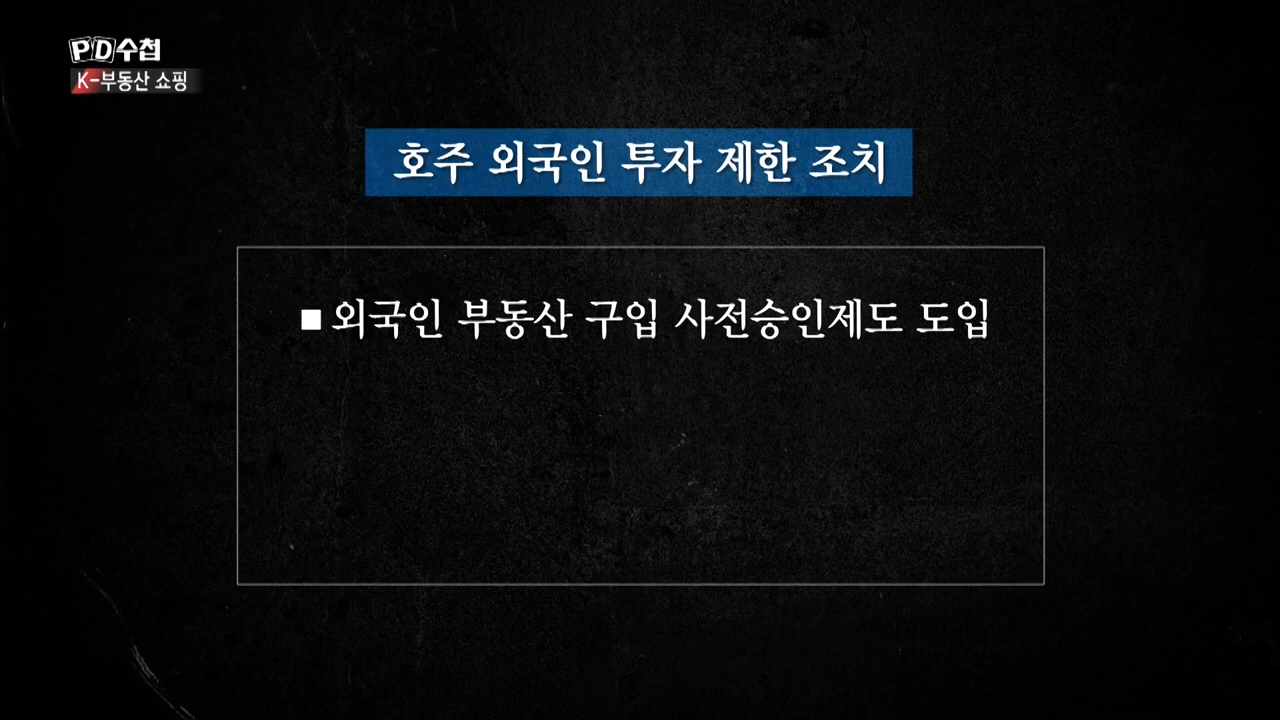 PD수첩
K-부동산 쇼핑
호주 외국인 투자 제한 조치
■ 외국인 부동산 구입 사전승인제도 도입